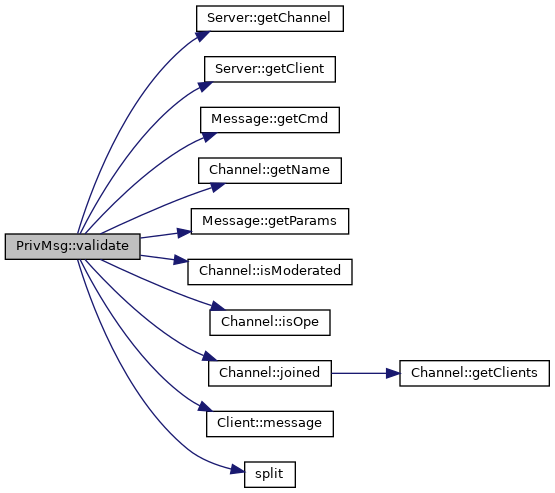 Server::getChannel
Server::getClient
Message::getCmd
Channel::getName
Message::getParams
PrivMsg::validate
Channel::isModerated
Channel::isOpe
Channel::joined
Channel::getClients
Client::message
split